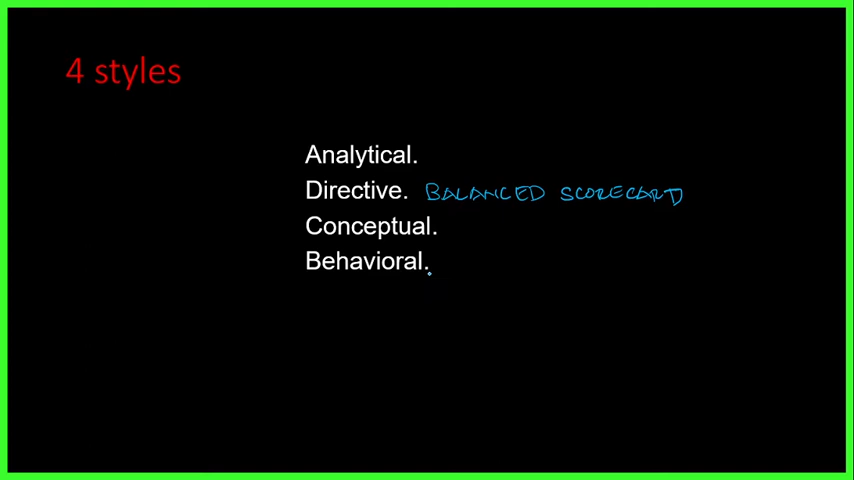 4 styles
Analytical.
Directive. BALANCED SCORECARD
Conceptual.
Behavioral.